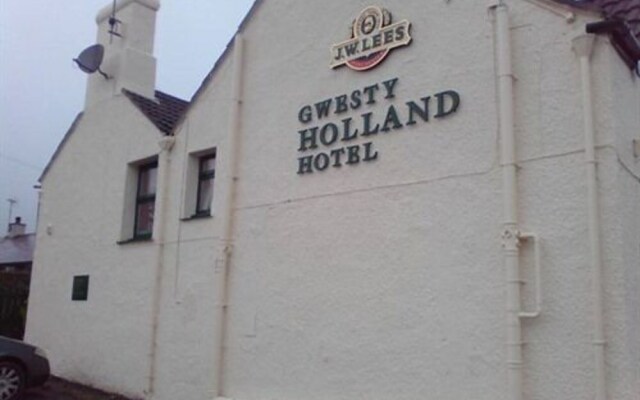 J.W. LEES
GWESTY
HOLLAND
HOTEL